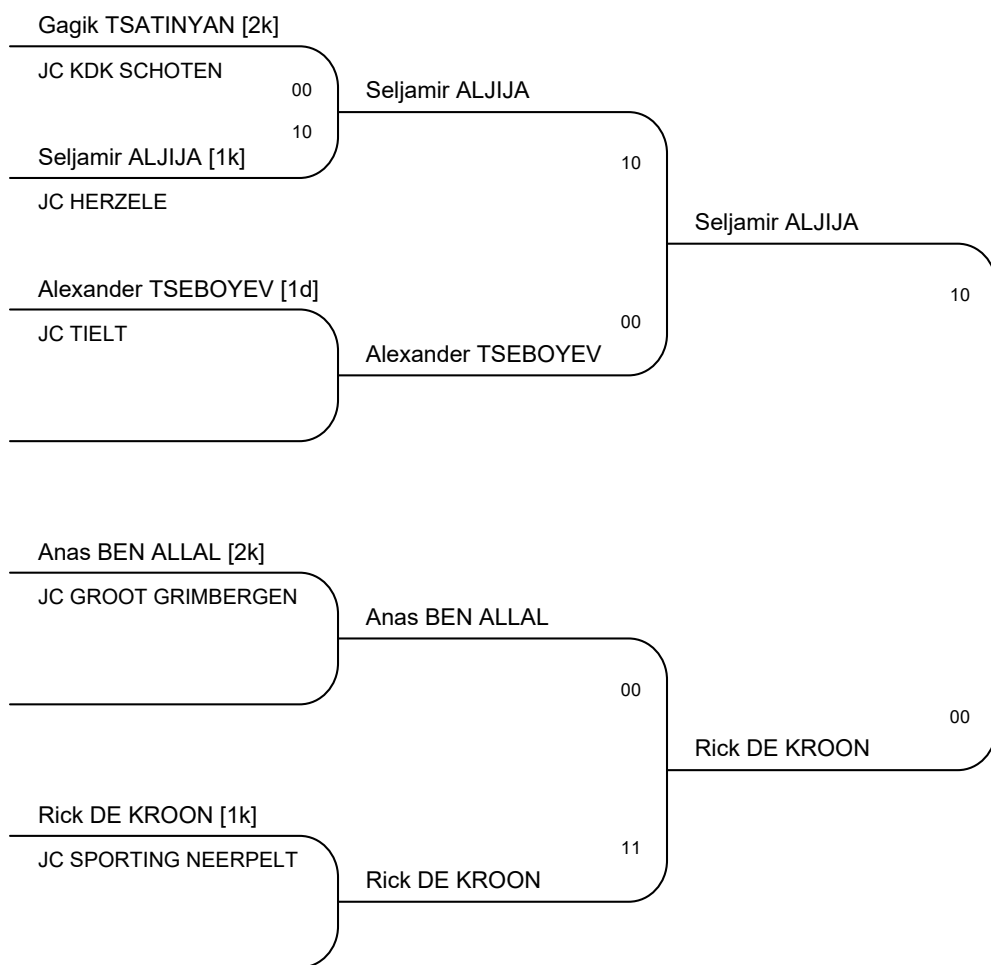 Gagik TSATINYAN [2k]
JC KDK SCHOTEN
00
Seljamir ALJIJA
10
Seljamir ALJIJA [1k]
10
JC HERZELE
Seljamir ALJIJA
Alexander TSEBOYEV [1d]
10
00
JC TIELT
Alexander TSEBOYEV
Anas BEN ALLAL [2k]
JC GROOT GRIMBERGEN
Anas BEN ALLAL
00
00
Rick DE KROON
Rick DE KROON [1k]
11
JC SPORTING NEERPELT
Rick DE KROON